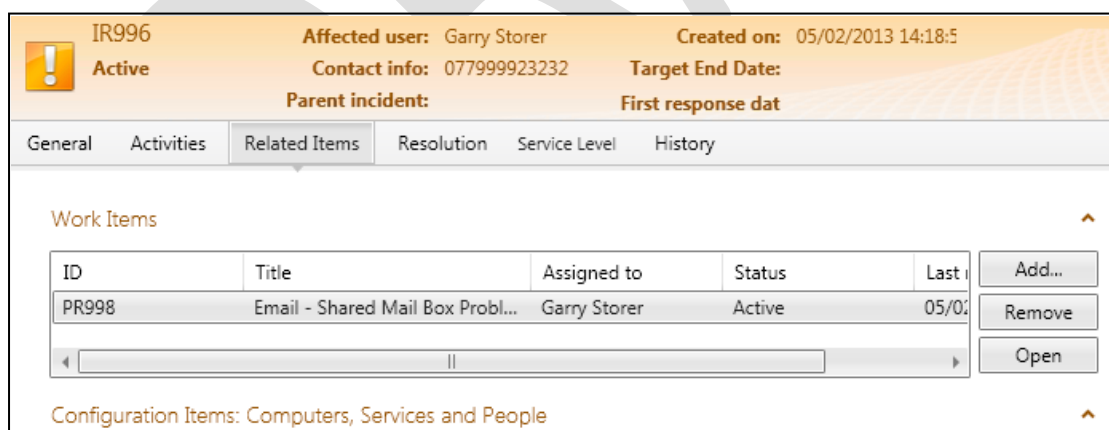 IR996 Affected user: Garry Storer Created on: 05/02/2013 14:18:5
Active Contact info: 077999923232 Target End Date:
Parent incident: First response dat
General Activities Related Items Resolution Service Level History
Work Items
ID Title Assigned to Status Last Add...
PR998 Email - Shared Mail Box Probl... Garry Storer Active 05/02 Remove
Open
Configuration Items: Computers, Services and People